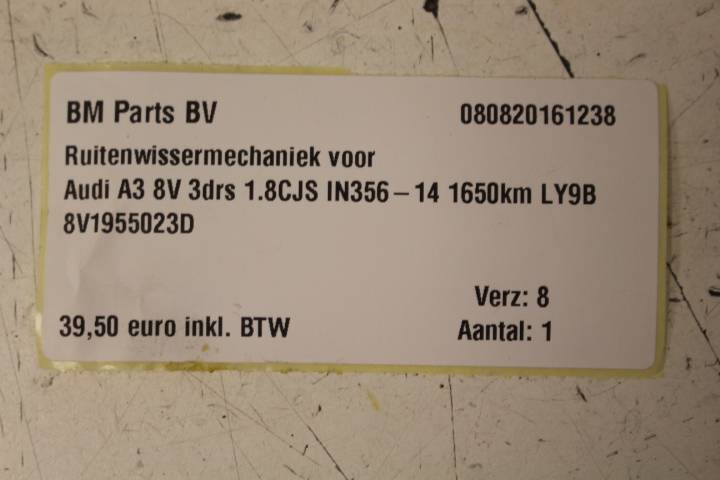 BM Parts BV 080820161238
Ruitenwissermechaniek voor
Audi A3 8V 3drs 1.8CJS IN356-14 1650km LY9B
8V1955023D
Verz: 8
39,50 euro inkl. BTW Aantal: 1